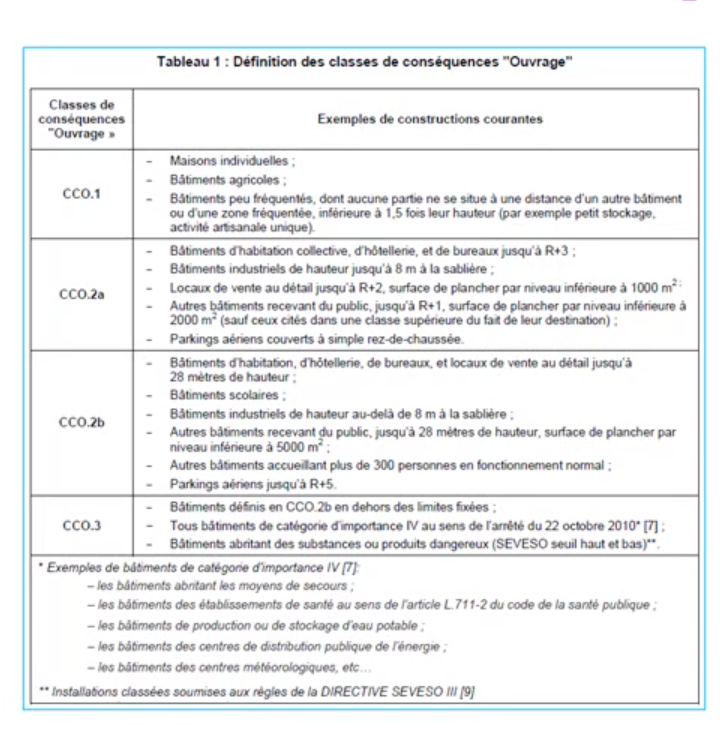 Tableau 1 : Définition des classes de conséquences "Ouvrage"
Classes de
conséquences
"Ouvrage »
Exemples de constructions courantes
CCO.1
– Maisons individuelles ;
– Bâtiments agricoles ;
– Bâtiments peu fréquentés, dont aucune partie ne se situe à une distance d'un autre bâtiment
ou d'une zone fréquentée, inférieure à 1,5 fois leur hauteur (par exemple petit stockage,
activité artisanale unique).
CCO.2a
– Bâtiments d'habitation collective, d'hôtellerie, et de bureaux jusqu'à R+3 ;
– Bâtiments industriels de hauteur jusqu'à 8 m à la sablière ;
– Locaux de vente au détail jusqu'à R+2, surface de plancher par niveau inférieure à 1000 m² ;
– Autres bâtiments recevant du public, jusqu'à R+1, surface de plancher par niveau inférieure à
2000 m² (sauf ceux cités dans une classe supérieure du fait de leur destination) ;
– Parkings aériens couverts à simple rez-de-chaussée.
CCO.2b
– Bâtiments d'habitation, d'hôtellerie, de bureaux, et locaux de vente au détail jusqu'à
28 mètres de hauteur ;
– Bâtiments scolaires ;
– Bâtiments industriels de hauteur au-delà de 8 m à la sablière ;
– Autres bâtiments recevant du public, jusqu'à 28 mètres de hauteur, surface de plancher par
niveau inférieure à 5000 m² ;
– Autres bâtiments accueillant plus de 300 personnes en fonctionnement normal ;
– Parkings aériens jusqu'à R+5.
CCO.3
– Bâtiments définis en CCO.2b en dehors des limites fixées ;
– Tous bâtiments de catégorie d'importance IV au sens de l'arrêté du 22 octobre 2010* [7] ;
– Bâtiments abritant des substances ou produits dangereux (SEVESO seuil haut et bas)**.
* Exemples de bâtiments de catégorie d'importance IV [7]:
– les bâtiments abritant les moyens de secours ;
– les bâtiments des établissements de santé au sens de l'article L.711-2 du code de la santé publique ;
– les bâtiments de production ou de stockage d'eau potable ;
– les bâtiments des centres de distribution publique de l'énergie ;
– les bâtiments des centres météorologiques, etc…
** Installations classées soumises aux règles de la DIRECTIVE SEVESO III [9]